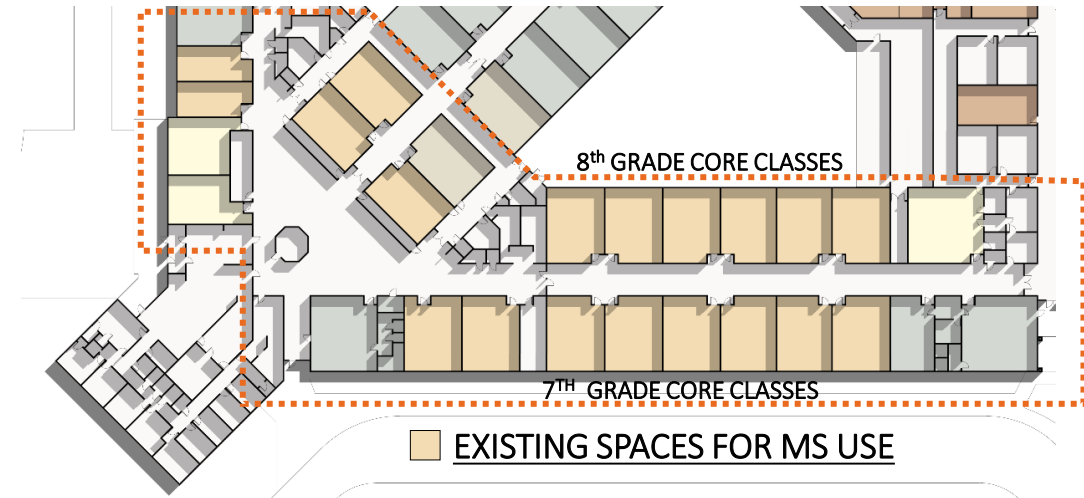 8th GRADE CORE CLASSES
7TH GRADE CORE CLASSES
EXISTING SPACES FOR MS USE